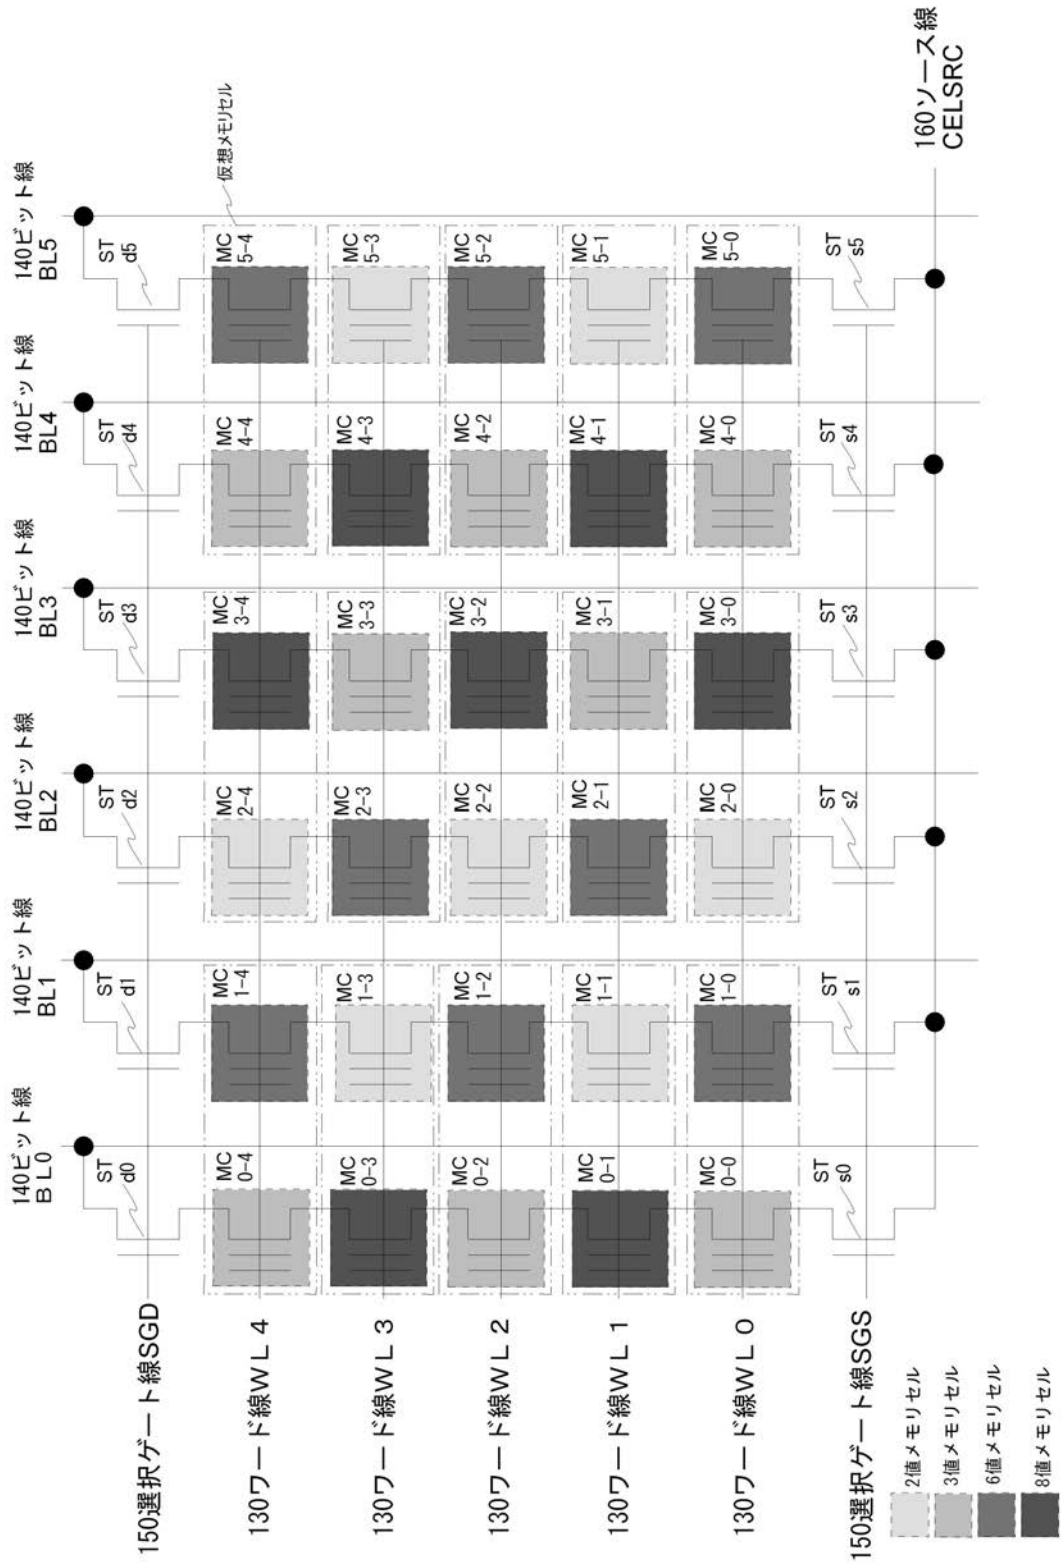 140ビット線
BL0
140ビット線
BL1
140ビット線
BL2
140ビット線
BL3
140ビット線
BL4
140ビット線
BL5
ST
d0
ST
d1
ST
d2
ST
d3
ST
d4
ST
d5
150選択ゲート線SGD
仮想メモリセル
130ワード線WL4
MC
0-4
MC
1-4
MC
2-4
MC
3-4
MC
4-4
MC
5-4
130ワード線WL3
MC
0-3
MC
1-3
MC
2-3
MC
3-3
MC
4-3
MC
5-3
130ワード線WL2
MC
0-2
MC
1-2
MC
2-2
MC
3-2
MC
4-2
MC
5-2
130ワード線WL1
MC
0-1
MC
1-1
MC
2-1
MC
3-1
MC
4-1
MC
5-1
130ワード線WL0
MC
0-0
MC
1-0
MC
2-0
MC
3-0
MC
4-0
MC
5-0
150選択ゲート線SGS
ST
s0
ST
s1
ST
s2
ST
s3
ST
s4
ST
s5
160ソース線
CELSRC
2値メモリセル
3値メモリセル
6値メモリセル
8値メモリセル